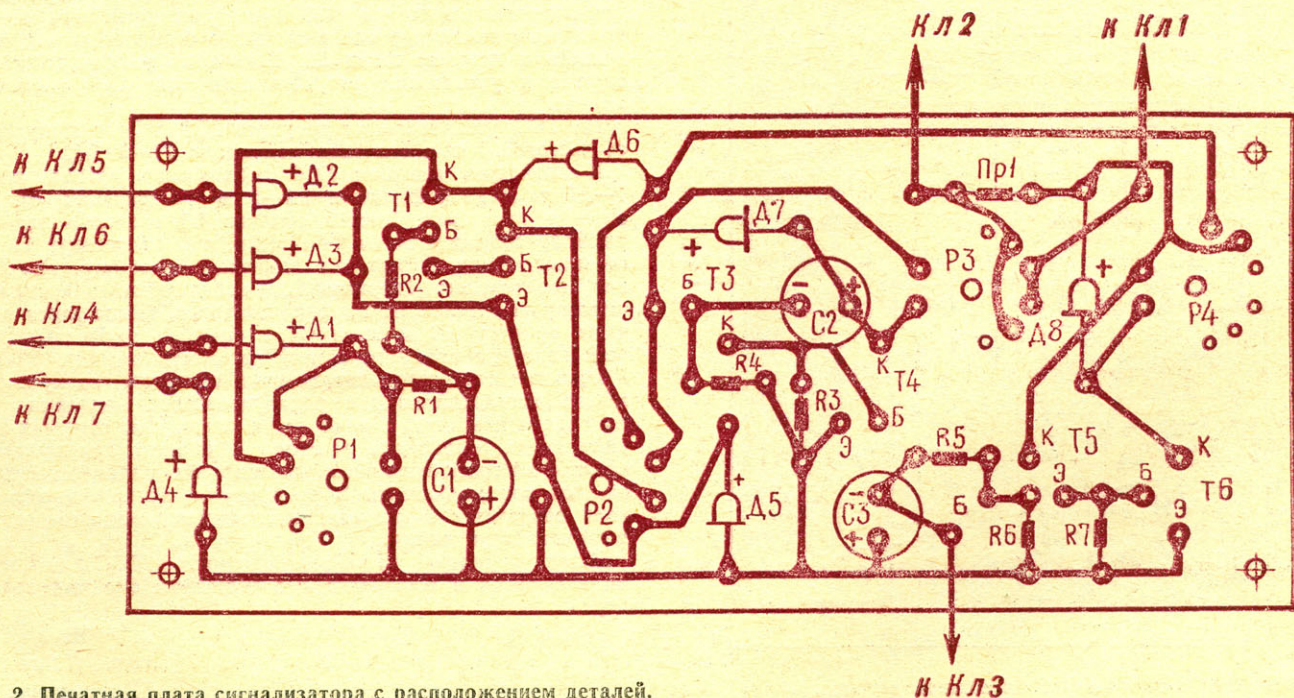 Кл2
к Кл1
к Кл5
к Кл6
к Кл4
к Кл7
+ Д2
+ Д3
+ Д1
+ Д4
К
Т1
Б
R2
Э
К
Б
Т2
Э
+ Д6
R1
Р1
С1
-
+
Р2
+ Д5
+ Д7
Э
Б
Т3
К
R4
- +
С2
R3
К
Т4
Б
Э
Пр1
Р3
+
Д8
Р4
R5
-
С3
+
Б
К
Т5
Э
Б
R6
R7
К
Т6
Э
к Кл3
2. Печатная плата сигнализатора с расположением деталей.